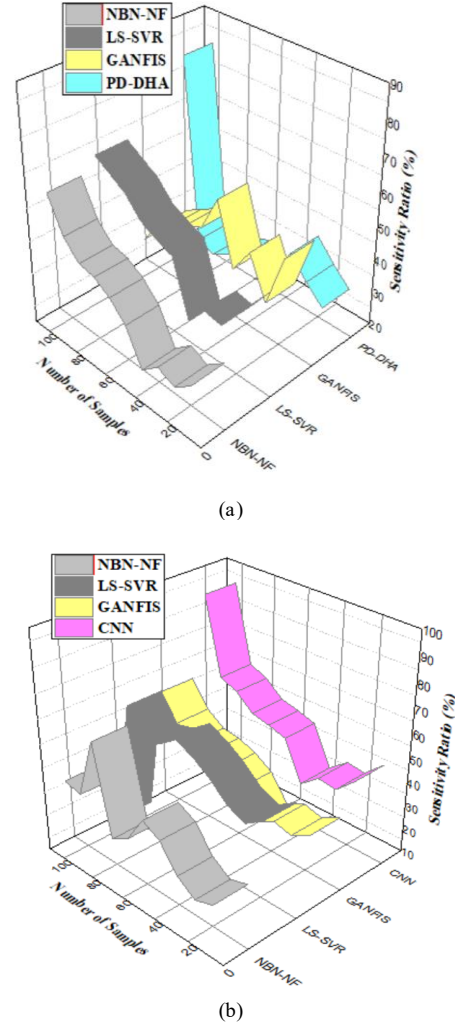 NBN-NF
LS-SVR
GANFIS
PD-DHA
90
80
70
60
50
40
30
20
Sensitivity Ratio (%)
100
80
60
40
20
0
Number of Samples
PD-DHA
GANFIS
LS-SVR
NBN-NF
(a)
NBN-NF
LS-SVR
GANFIS
CNN
100
90
80
70
60
50
40
30
20
10
Sensitivity Ratio (%)
100
80
60
40
20
0
Number of Samples
CNN
GANFIS
LS-SVR
NBN-NF
(b)